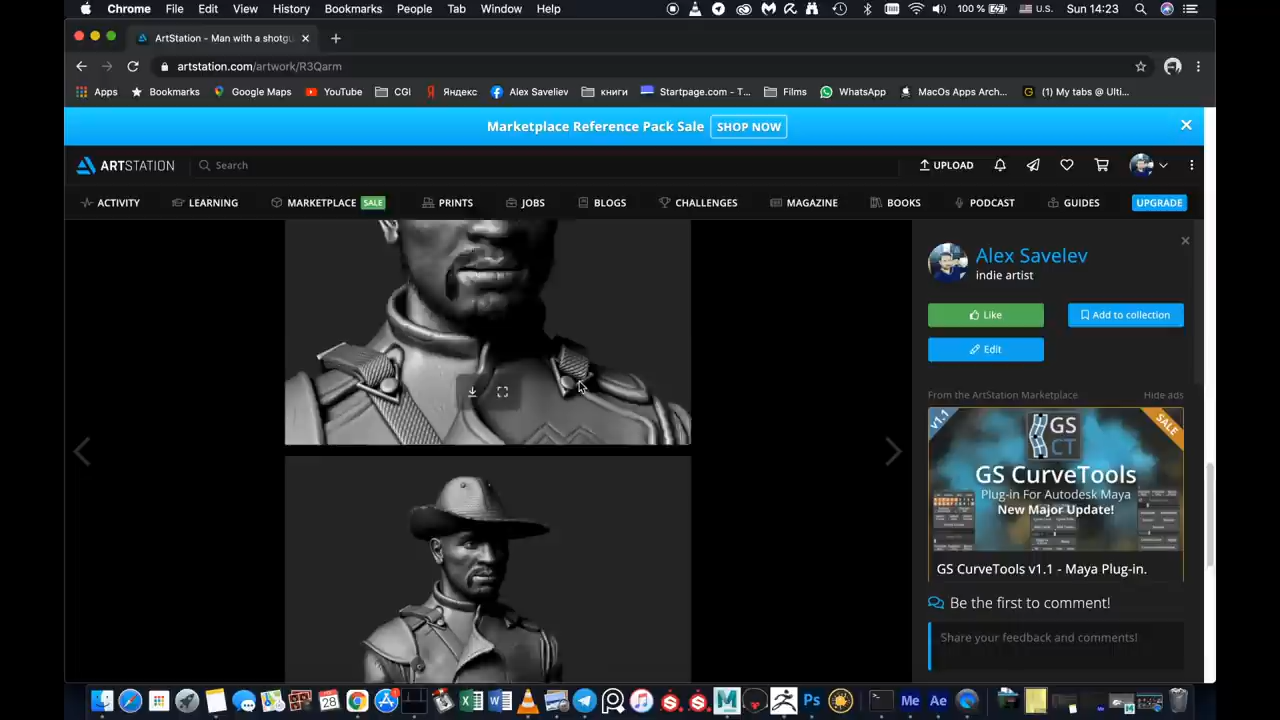 Chrome File Edit View History Bookmarks People Tab Window Help 100 % U.S. Sun 14:23
ArtStation - Man with a shotgu
artstation.com/artwork/R3Qarm
Apps Bookmarks Google Maps YouTube CGI Яндекс Alex Saveliev книги Startpage.com - T... Films WhatsApp MacOs Apps Arch... (1) My tabs @ Ulti...
Marketplace Reference Pack Sale SHOP NOW
ARTSTATION Search UPLOAD
ACTIVITY LEARNING MARKETPLACE SALE PRINTS JOBS BLOGS CHALLENGES MAGAZINE BOOKS PODCAST GUIDES UPGRADE
Alex Savelev
indie artist
Like Add to collection
Edit
From the ArtStation Marketplace Hide ads
v1.1 GS CT SALE
GS CurveTools
Plug-in For Autodesk Maya
New Major Update!
GS CurveTools v1.1 - Maya Plug-in.
Be the first to comment!
Share your feedback and comments!
28 Ps Me Ae